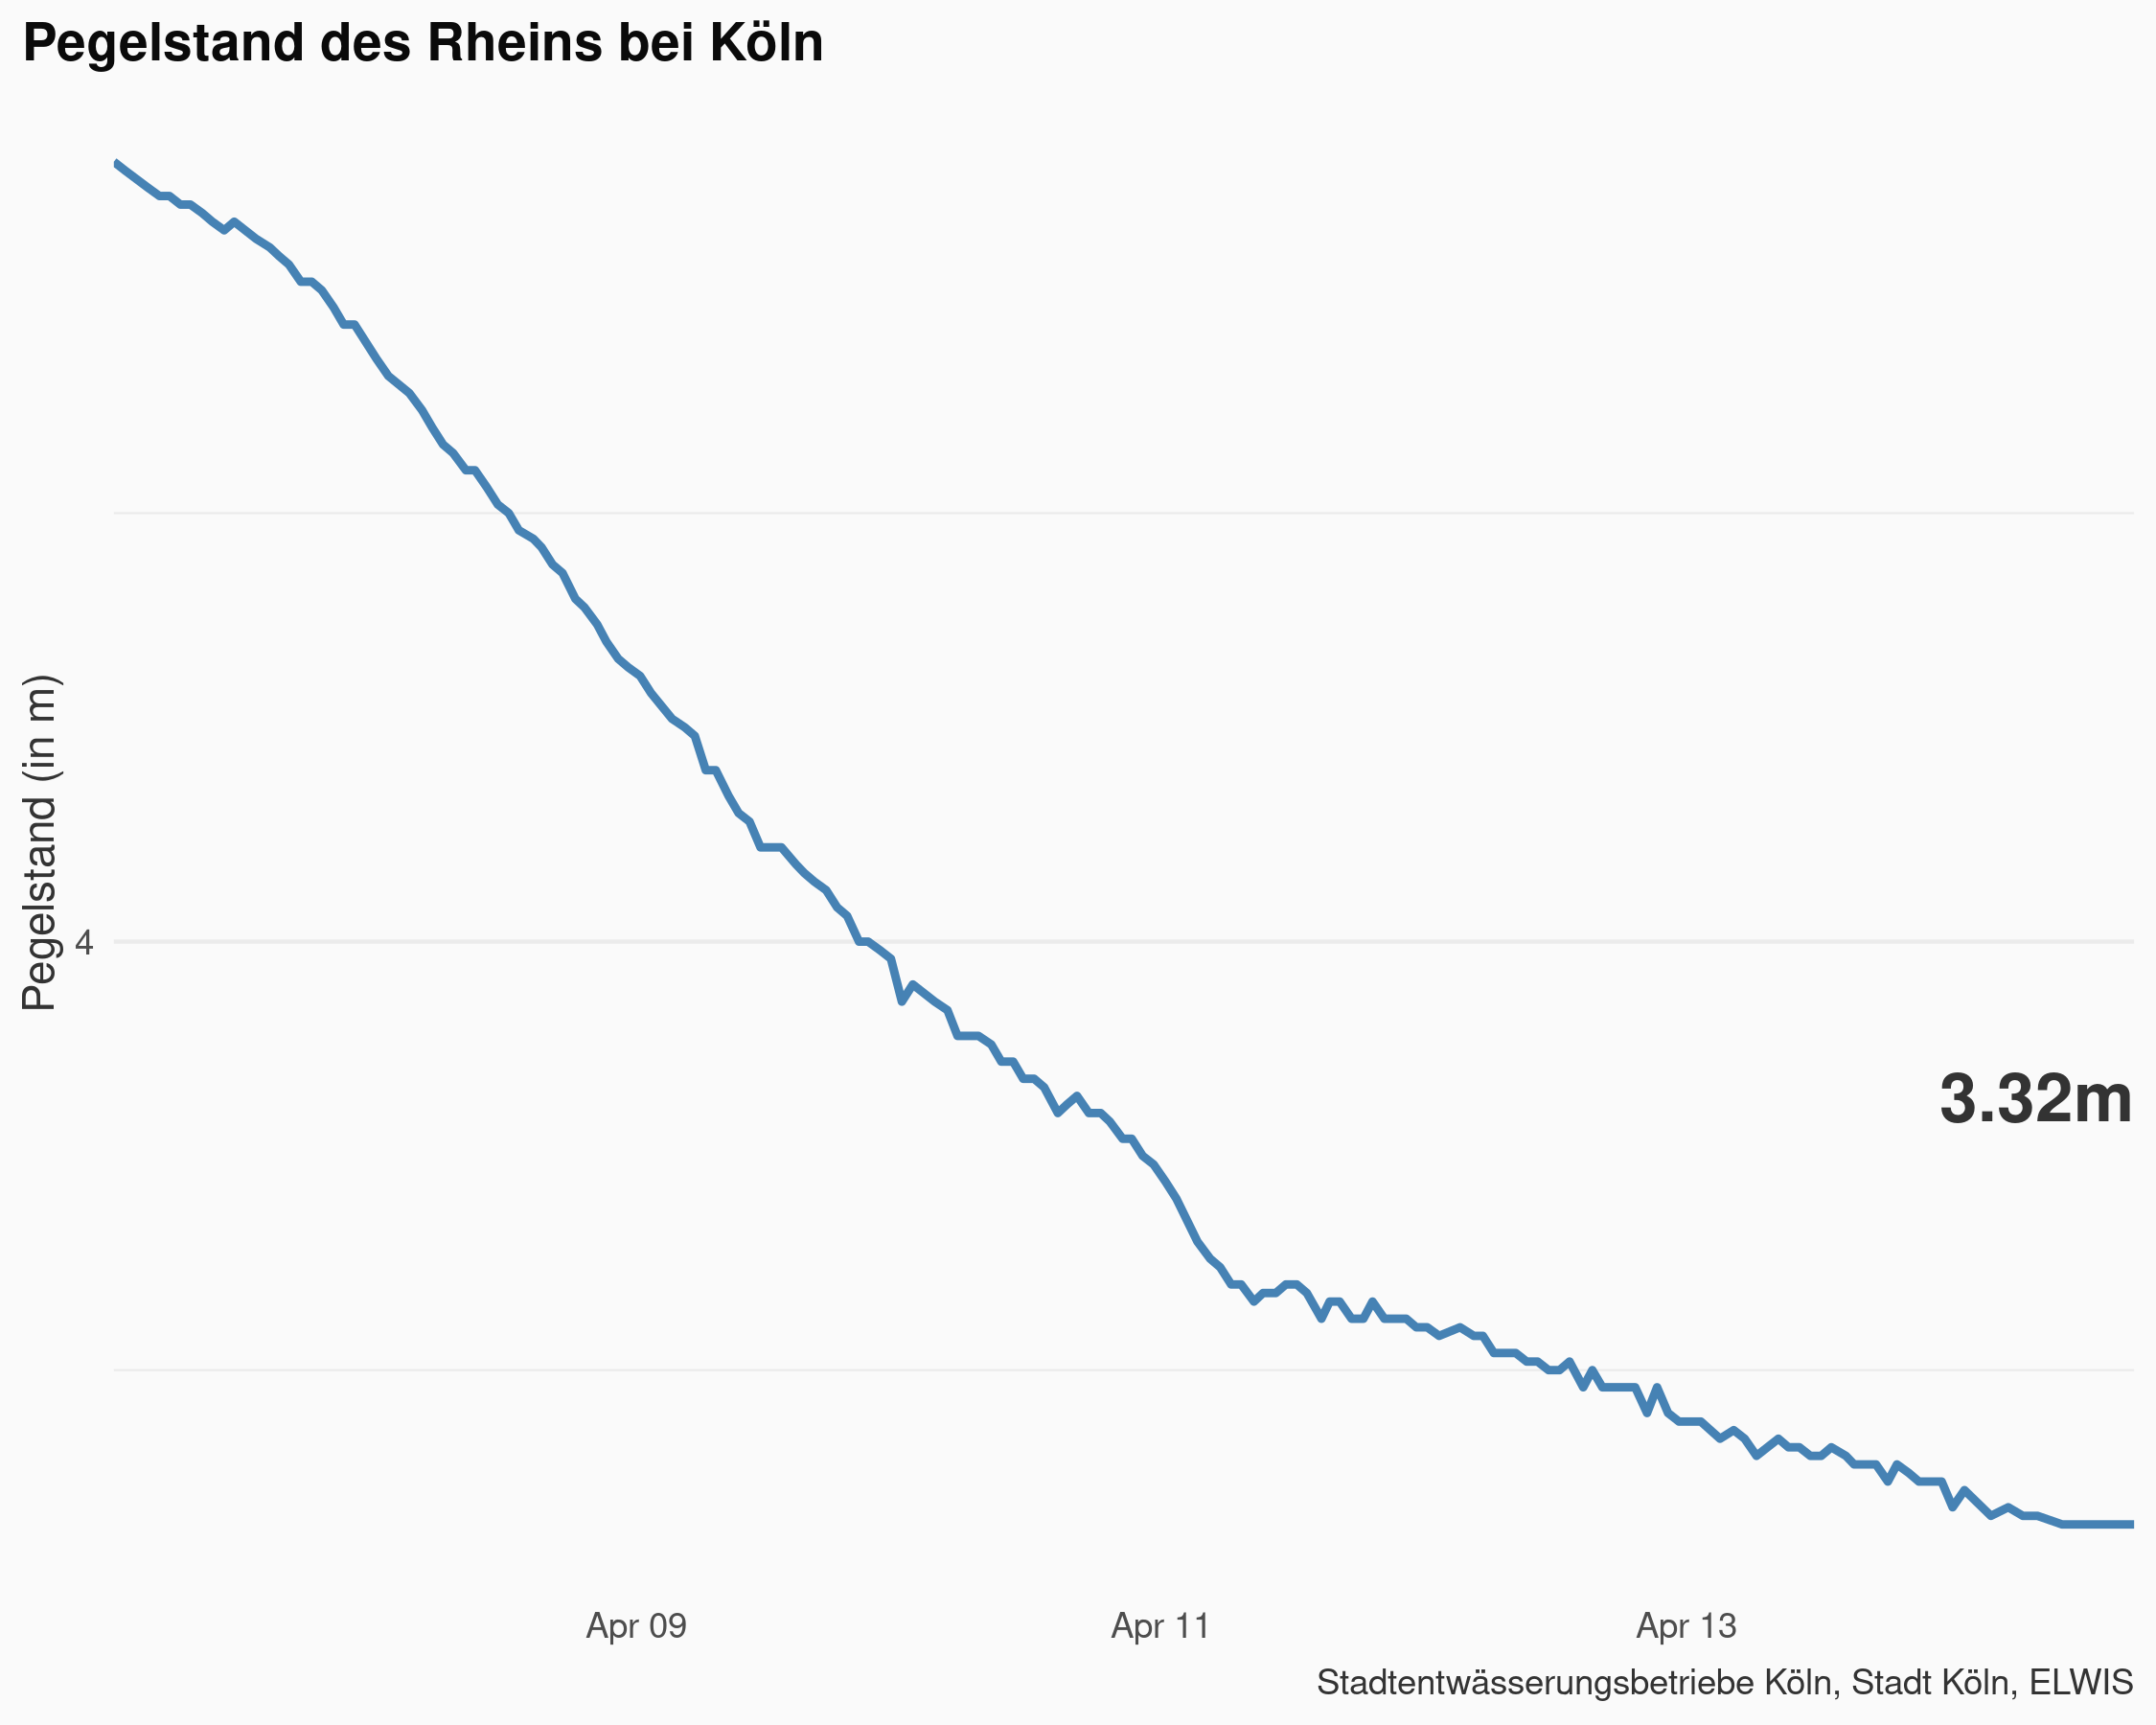 Pegelstand des Rheins bei Köln
Pegelstand (in m)
4
3.32m
Apr 09
Apr 11
Apr 13
Stadtentwässerungsbetriebe Köln, Stadt Köln, ELWIS